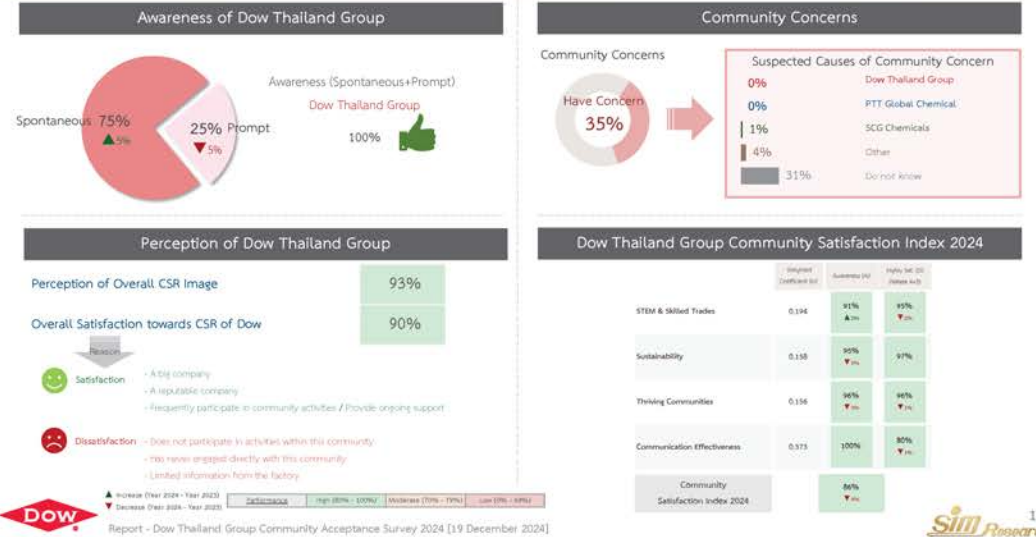 Awareness of Dow Thailand Group
Spontaneous 75%
5%
25% Prompt
5%
Awareness (Spontaneous+Prompt)
Dow Thailand Group
100%
Community Concerns
Community Concerns
Have Concern
35%
Suspected Causes of Community Concern
0% Dow Thailand Group
0% PTT Global Chemical
1% SCG Chemicals
4% Other
31% Do not know
Perception of Dow Thailand Group
Perception of Overall CSR Image 93%
Overall Satisfaction towards CSR of Dow 90%
Reason
Satisfaction
- A big company
- A reputable company
- Frequently participate in community activities / Provide ongoing support
Dissatisfaction
- Does not participate in activities within this community
- Has never engaged directly with this community
- Limited information from the factory
Increase (Year 2024 - Year 2023)
Decrease (Year 2024 - Year 2023)
Performance High (80% - 100%) Moderate (70% - 79%) Low (0% - 69%)
Dow Thailand Group Community Satisfaction Index 2024
Weighted Coefficient Awareness
STEM & Skilled Trades 0.194 91% 95%
Sustainability 0.158 95% 97%
Thriving Communities 0.156 96% 96%
Communication Effectiveness 100% 80%
Community
Satisfaction Index 2024
86%
DOW
Report - Dow Thailand Group Community Acceptance Survey 2024 [19 December 2024]
1
Sim Resear